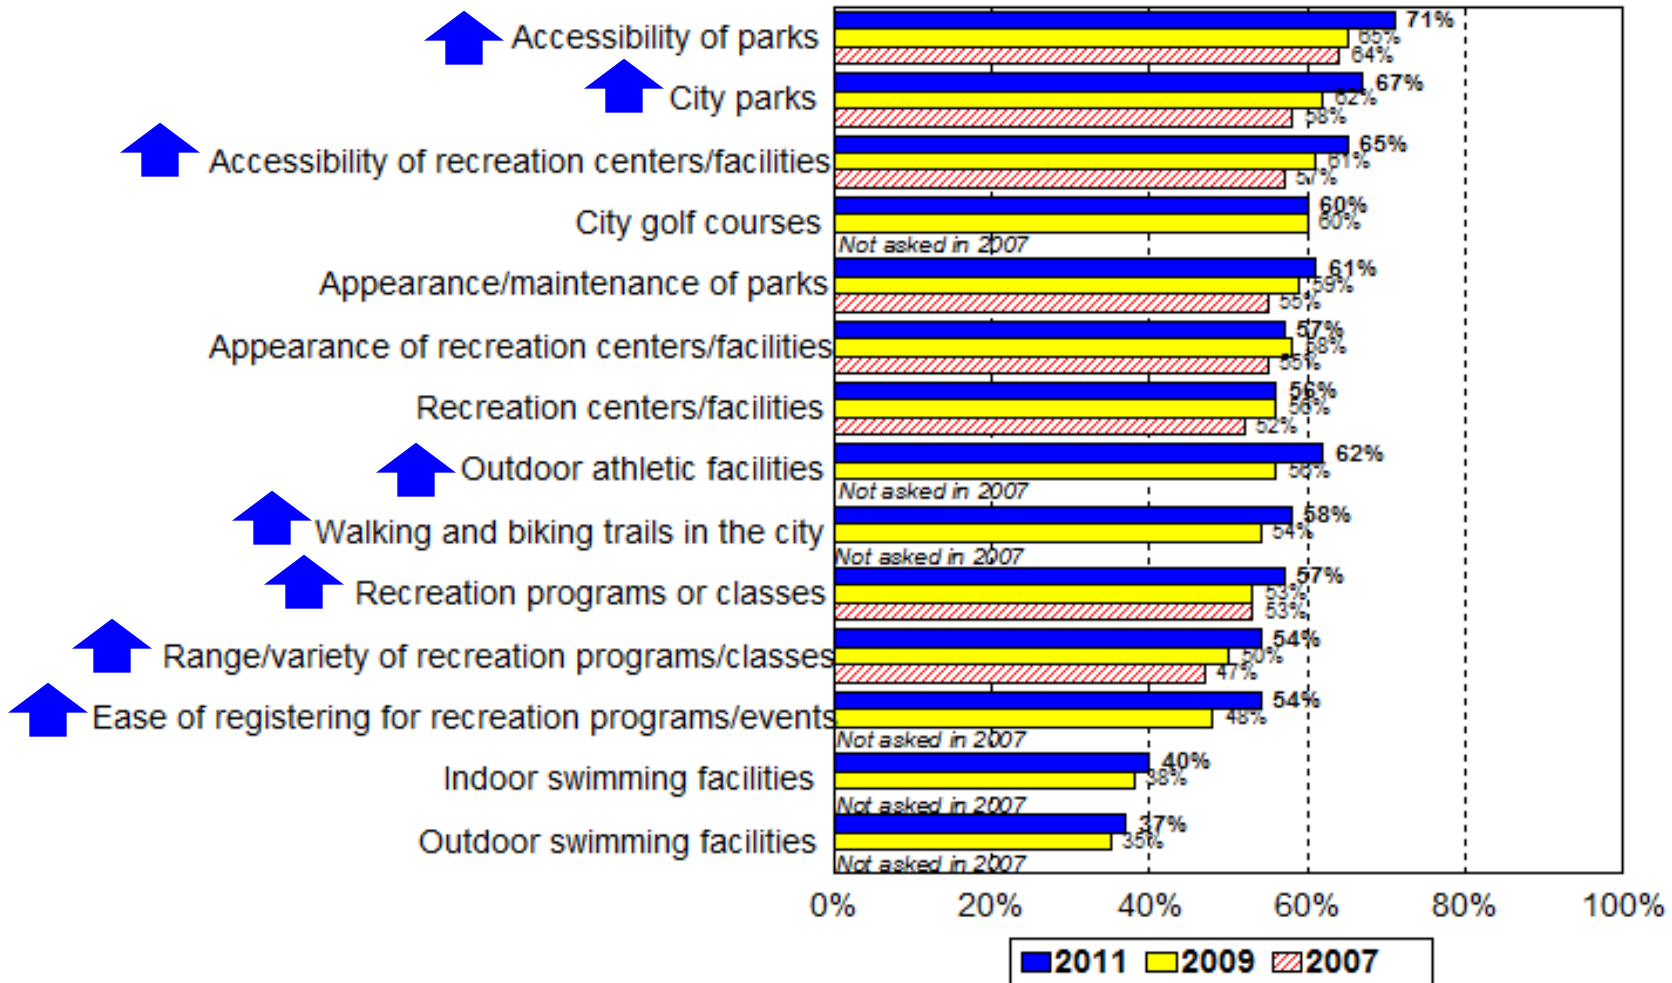 Accessibility of parks
71%
65%
64%
City parks
67%
62%
58%
Accessibility of recreation centers/facilities
65%
61%
57%
City golf courses
60%
60%
Not asked in 2007
Appearance/maintenance of parks
61%
59%
55%
Appearance of recreation centers/facilities
57%
58%
55%
Recreation centers/facilities
56%
56%
52%
Outdoor athletic facilities
62%
56%
Not asked in 2007
Walking and biking trails in the city
58%
54%
Not asked in 2007
Recreation programs or classes
57%
53%
53%
Range/variety of recreation programs/classes
54%
50%
47%
Ease of registering for recreation programs/events
54%
48%
Not asked in 2007
Indoor swimming facilities
40%
38%
Not asked in 2007
Outdoor swimming facilities
37%
35%
Not asked in 2007
0% 20% 40% 60% 80% 100%
2011 2009 2007